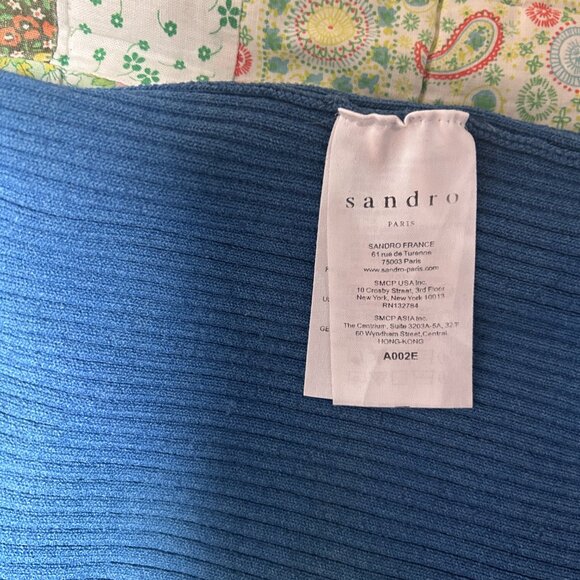 sandro
PARIS
SANDRO FRANCE
61 rue de Turenne
75003 Paris
www.sandro-paris.com
SMCP USA Inc.
10 Crosby Street, 3rd Floor
New York, New York 10013
RN132784
SMCP ASIA Inc.
The Centrium, Suite 3203A-5A, 32/F
60 Wyndham Street,Central,
HONG-KONG
A002E